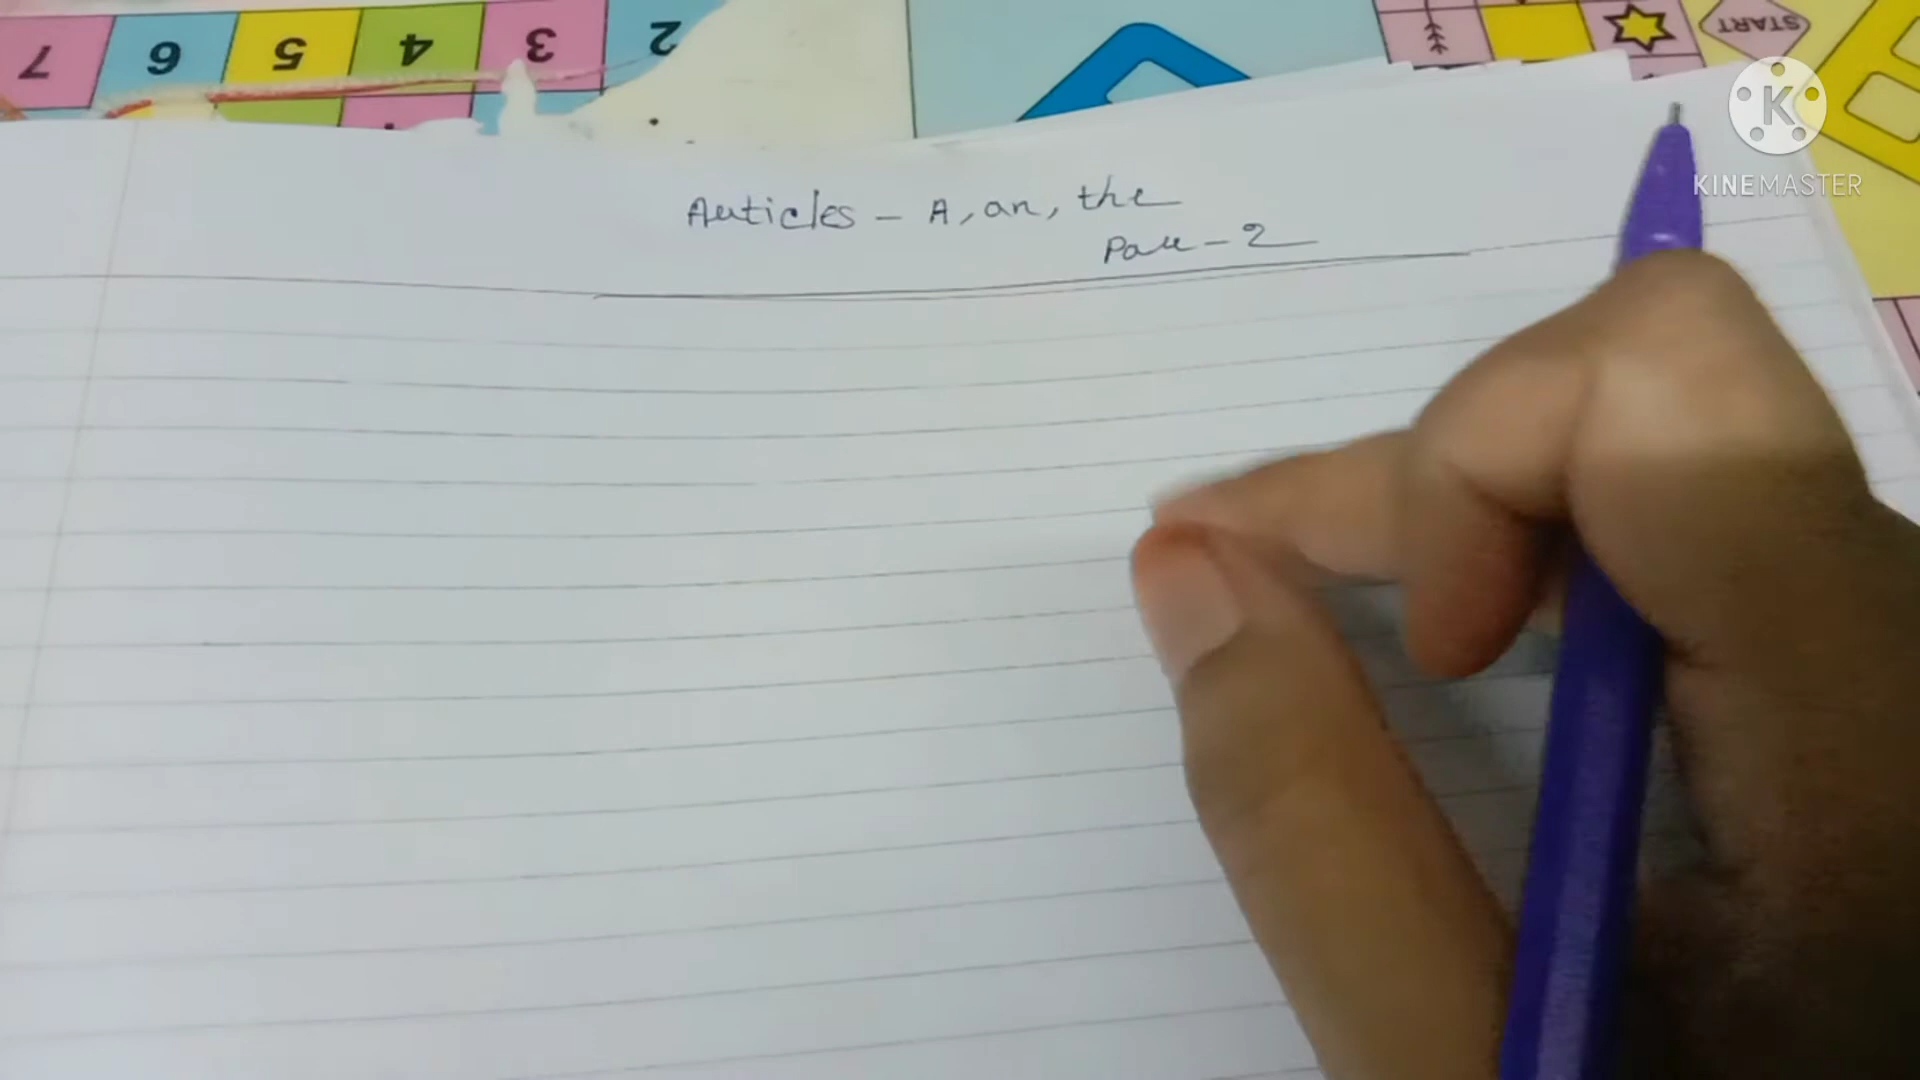 7 6 5 4 3 2
START
K
KINEMASTER
Articles - A, an, the
Part - 2